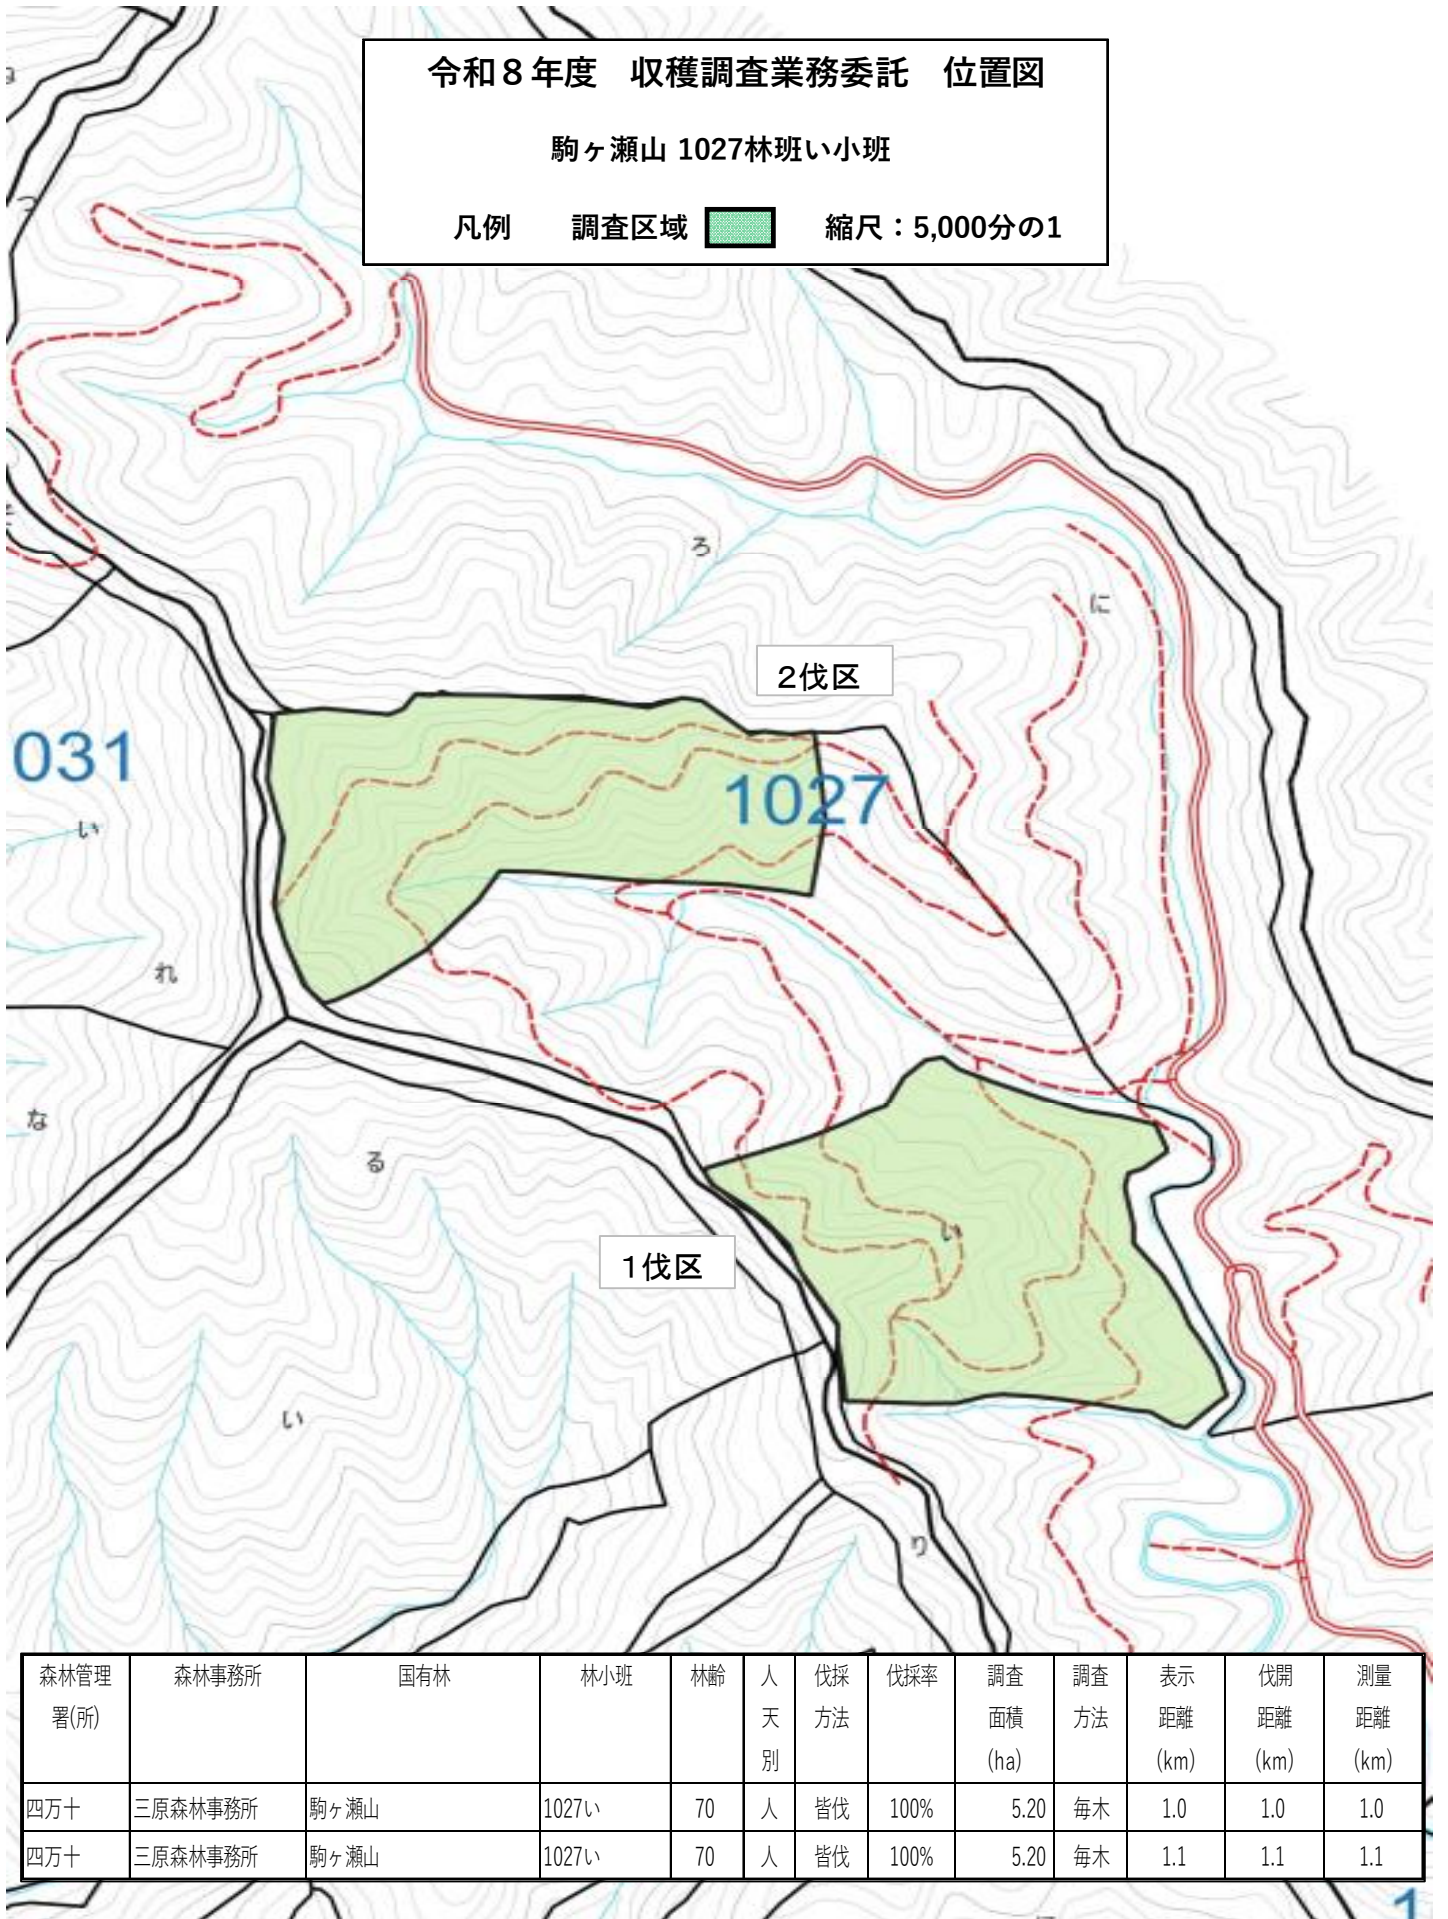 令和８年度　収穫調査業務委託　位置図
駒ヶ瀬山 1027林班い小班
凡例　調査区域　縮尺：5,000分の1
つ
ろ
に
2伐区
031
1027
い
れ
な
る
い
1伐区
い
り
森林管理署(所) 森林事務所 国有林 林小班 林齢 人天別 伐採方法 伐採率 調査面積(ha) 調査方法 表示距離(km) 伐開距離(km) 測量距離(km)
四万十 三原森林事務所 駒ヶ瀬山 1027い 70 人 皆伐 100% 5.20 毎木 1.0 1.0 1.0
四万十 三原森林事務所 駒ヶ瀬山 1027い 70 人 皆伐 100% 5.20 毎木 1.1 1.1 1.1
1